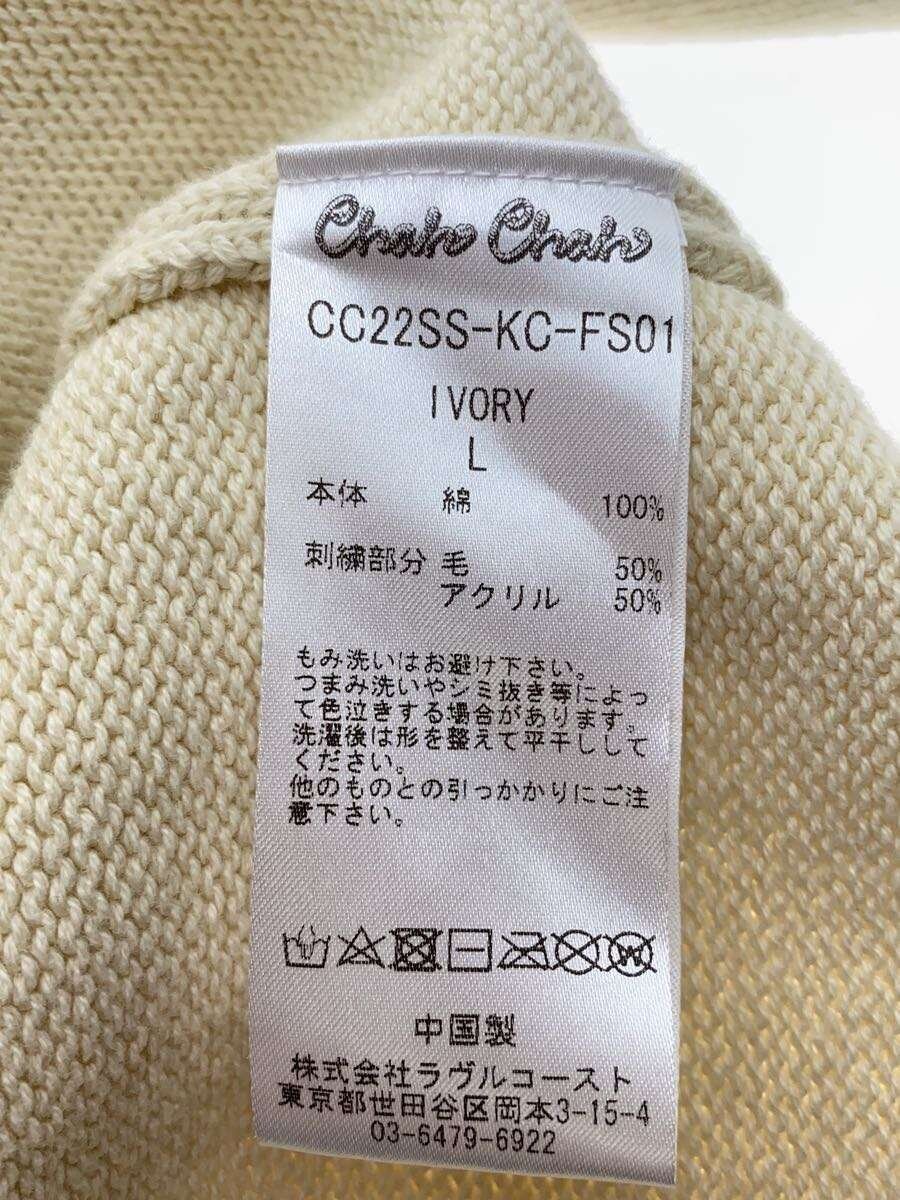 Chah Chah
CC22SS-KC-FS01
IVORY
L
本体 綿 100%
刺繍部分 毛 50%
アクリル 50%
もみ洗いはお避け下さい。
つまみ洗いやシミ抜き等によっ
て色泣きする場合があります。
洗濯後は形を整えて平干しして
ください。
他のものとの引っかかりにご注
意下さい。
中国製
株式会社ラヴルコースト
東京都世田谷区岡本3-15-4
03-6479-6922